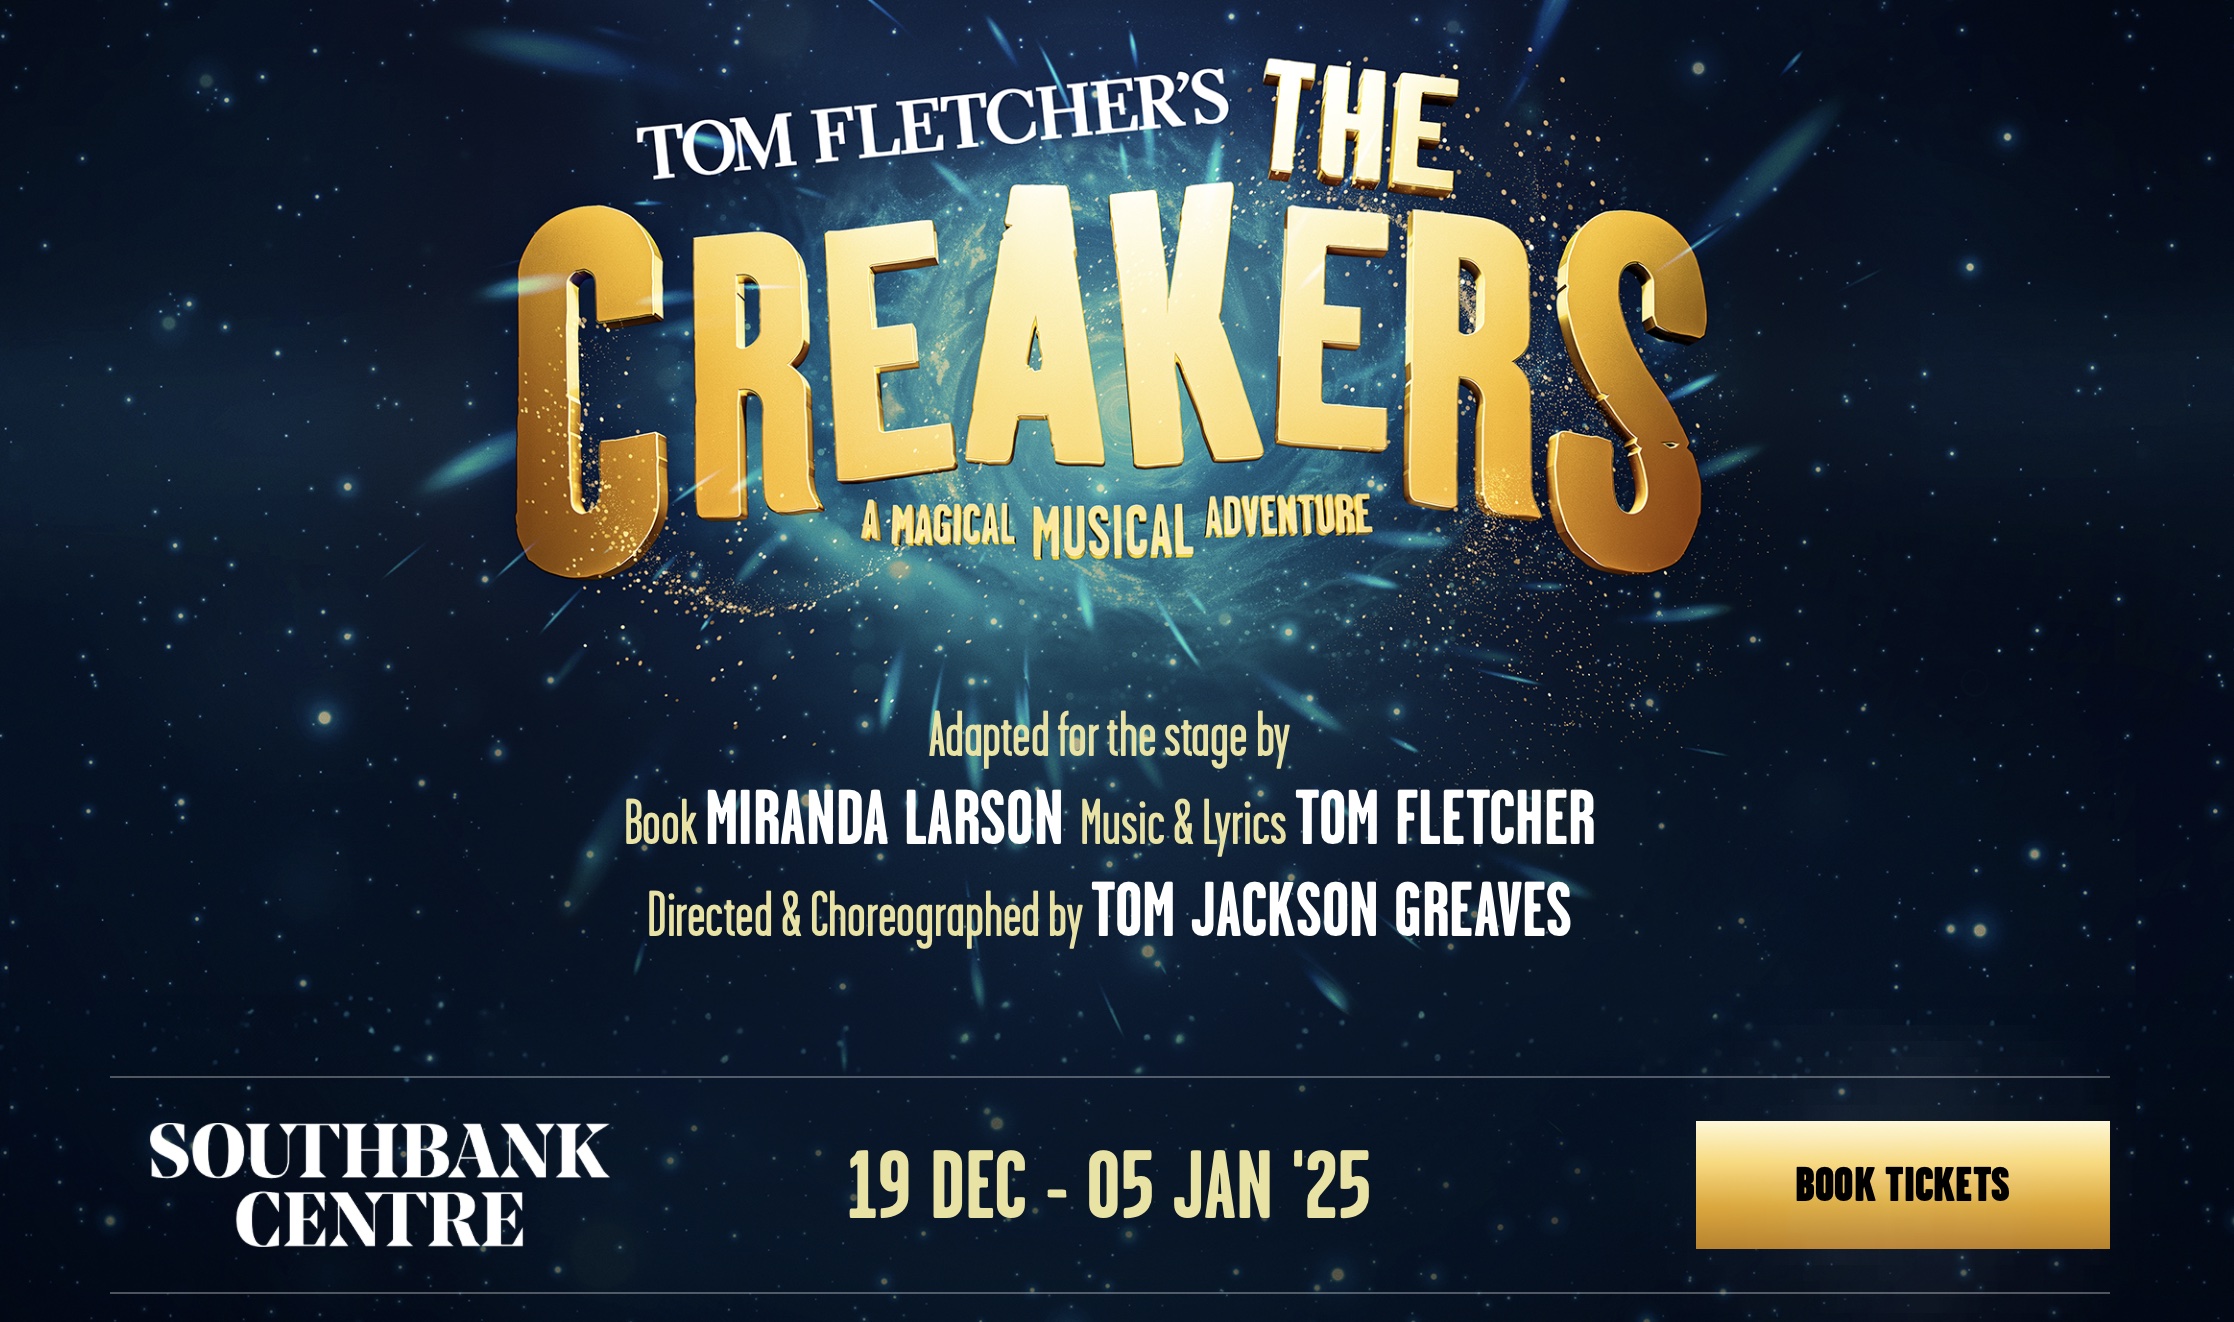 TOM FLETCHER'S THE
CREAKERS
A MAGICAL MUSICAL ADVENTURE
Adapted for the stage by
Book MIRANDA LARSON Music & Lyrics TOM FLETCHER
Directed & Choreographed by TOM JACKSON GREAVES
SOUTHBANK
CENTRE
19 DEC - 05 JAN '25
BOOK TICKETS